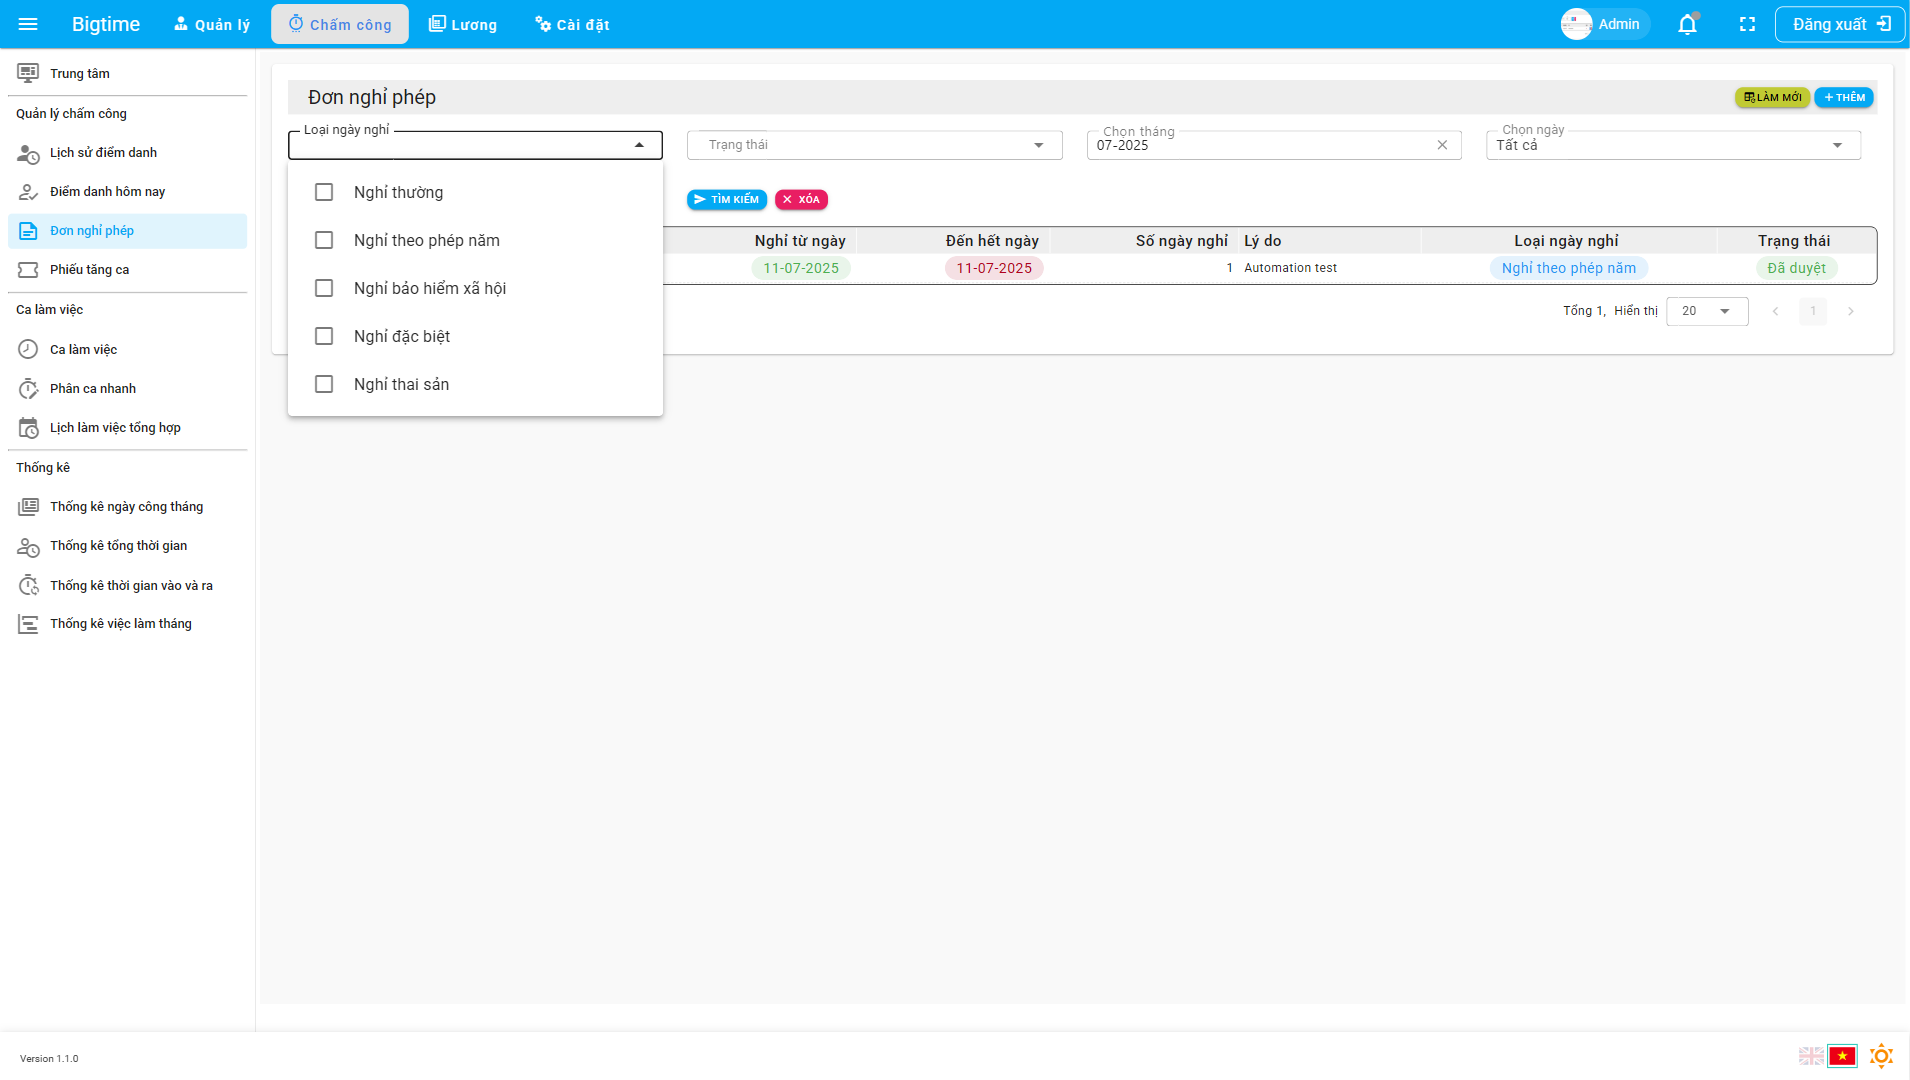 Bigtime
Quản lý
Chấm công
Lương
Cài đặt
Admin
Đăng xuất
Trung tâm
Quản lý chấm công
Lịch sử điểm danh
Điểm danh hôm nay
Đơn nghỉ phép
Phiếu tăng ca
Ca làm việc
Ca làm việc
Phân ca nhanh
Lịch làm việc tổng hợp
Thống kê
Thống kê ngày công tháng
Thống kê tổng thời gian
Thống kê thời gian vào và ra
Thống kê việc làm tháng
Đơn nghỉ phép
LÀM MỚI
THÊM
Loại ngày nghỉ
Trạng thái
Chọn tháng
07-2025
Chọn ngày
Tất cả
Nghỉ thường
Nghỉ theo phép năm
Nghỉ bảo hiểm xã hội
Nghỉ đặc biệt
Nghỉ thai sản
TÌM KIẾM
XÓA
Nghỉ từ ngày Đến hết ngày Số ngày nghỉ Lý do Loại ngày nghỉ Trạng thái
11-07-2025 11-07-2025 1 Automation test Nghỉ theo phép năm Đã duyệt
Tổng 1, Hiển thị 20 1
Version 1.1.0